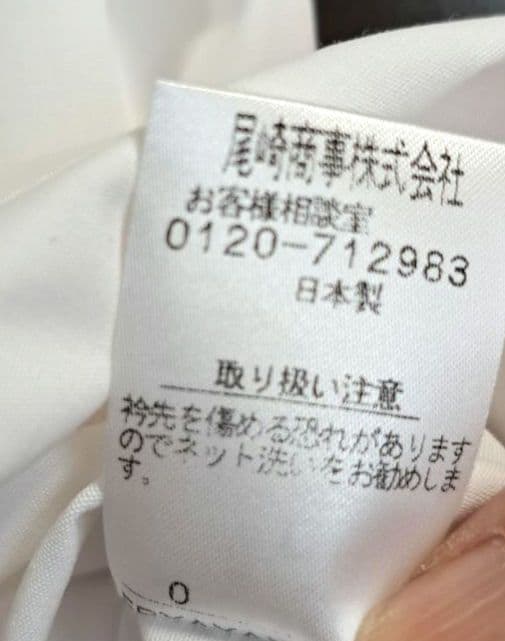 尾崎商事株式会社
お客様相談室
0120-712983
日本製
取り扱い注意
衿先を傷める恐れがあります
のでネット洗いをお勧めしま
す。
0